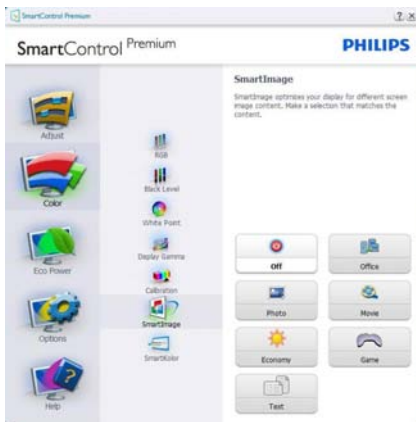 SmartControl Premium
SmartControl Premium
PHILIPS
Adjust
Color
Eco Power
Options
Help
RGB
Black Level
White Point
Display Gamma
Calibration
SmartImage
SmartKolor
SmartImage
SmartImage optimizes your display for different screen
image content. Make a selection that matches the
content.
Off
Office
Photo
Movie
Economy
Game
Text